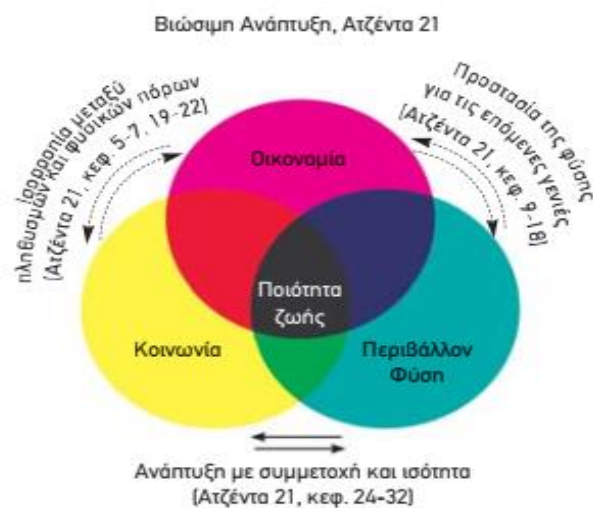 Βιώσιμη Ανάπτυξη, Ατζέντα 21
Ισορροπία μεταξύ
πληθυσμών και φυσικών πόρων
(Ατζέντα 21, κεφ. 5-7, 19-22)
Προστασία της φύσης
για τις επόμενες γενιές
(Ατζέντα 21, κεφ. 9-18)
Οικονομία
Ποιότητα
ζωής
Κοινωνία
Περιβάλλον
Φύση
Ανάπτυξη με συμμετοχή και ισότητα
(Ατζέντα 21, κεφ. 24-32)